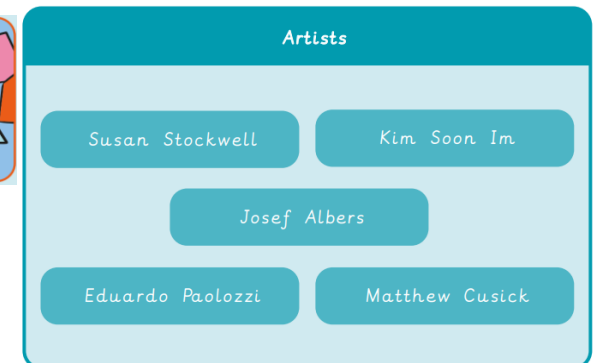 Artists
Susan Stockwell
Kim Soon Im
Josef Albers
Eduardo Paolozzi
Matthew Cusick